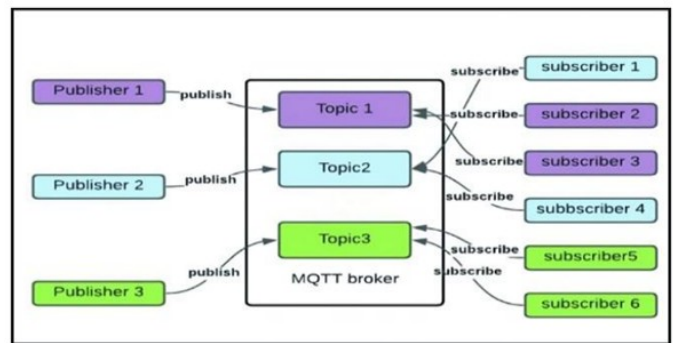 Publisher 1
publish
Publisher 2
publish
Publisher 3
publish
Topic 1
Topic2
Topic3
MQTT broker
subscribe
subscribe
subscribe
subscribe
subscribe
subscribe
subscriber 1
subscriber 2
subscriber 3
subbscriber 4
subscriber5
subscriber 6